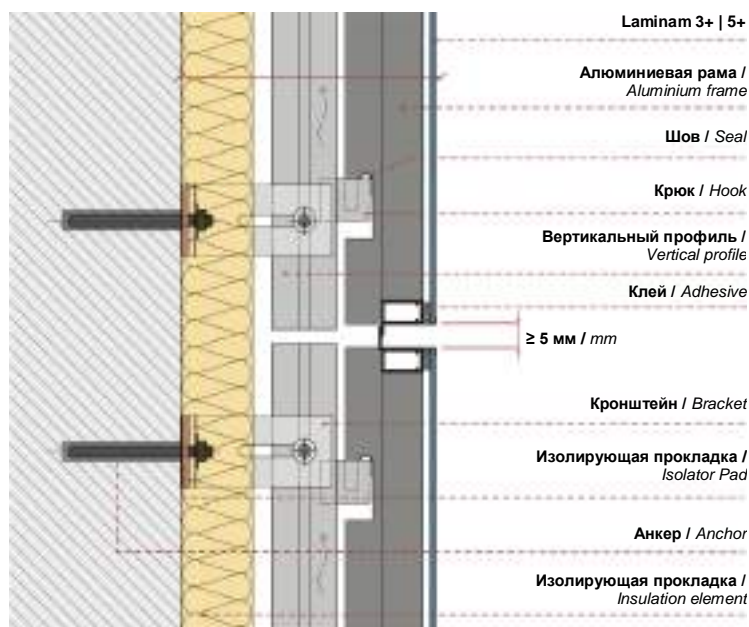 Laminam 3+ | 5+
Алюминиевая рама /
Aluminium frame
Шов / Seal
Крюк / Hook
Вертикальный профиль /
Vertical profile
Клей / Adhesive
≥ 5 мм / mm
Кронштейн / Bracket
Изолирующая прокладка /
Isolator Pad
Анкер / Anchor
Изолирующая прокладка /
Insulation element